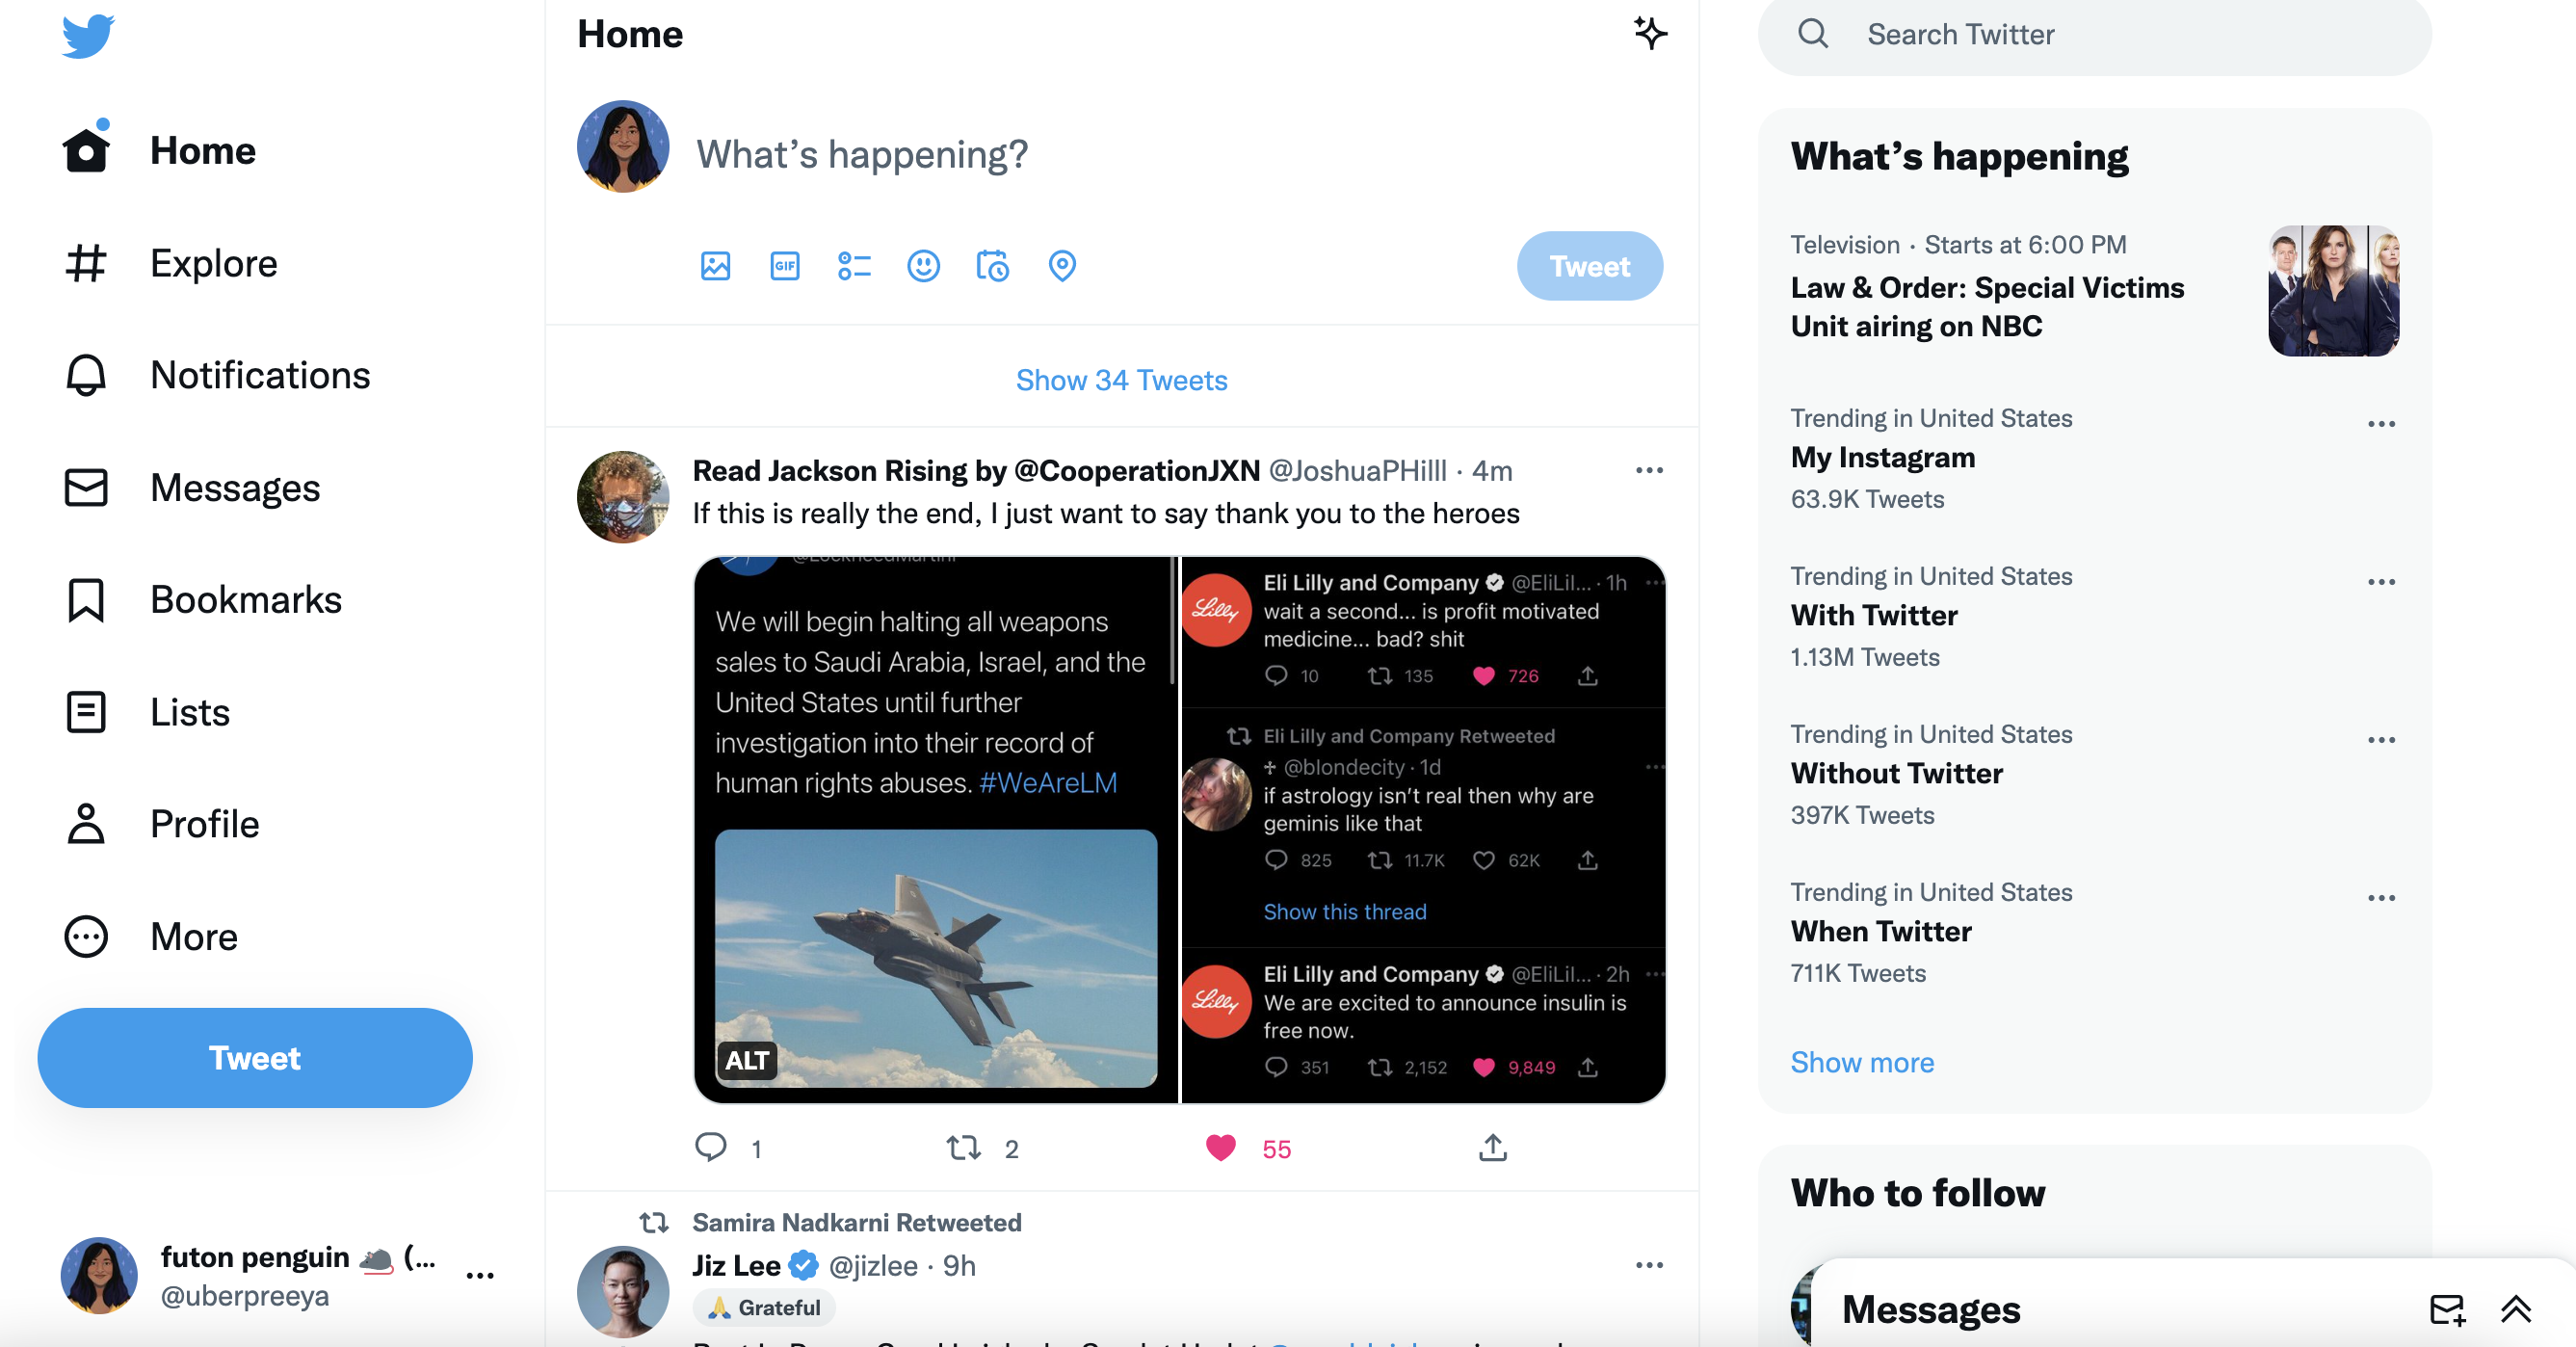 Home
Explore
Notifications
Messages
Bookmarks
Lists
Profile
More
Tweet
futon penguin 🐀 (...
@uberpreeya
Home
What's happening?
GIF
Tweet
Show 34 Tweets
Read Jackson Rising by @CooperationJXN @JoshuaPHilll · 4m
If this is really the end, I just want to say thank you to the heroes
@LockheedMartini
We will begin halting all weapons
sales to Saudi Arabia, Israel, and the
United States until further
investigation into their record of
human rights abuses. #WeAreLM
ALT
Lilly
Eli Lilly and Company @EliLil... · 1h
wait a second... is profit motivated
medicine... bad? shit
10 135 726
Eli Lilly and Company Retweeted
@blondecity · 1d
if astrology isn't real then why are
geminis like that
825 11.7K 62K
Show this thread
Lilly
Eli Lilly and Company @EliLil... · 2h
We are excited to announce insulin is
free now.
351 2,152 9,849
1 2 55
Samira Nadkarni Retweeted
Jiz Lee @jizlee · 9h
🙏 Grateful
Search Twitter
What's happening
Television · Starts at 6:00 PM
Law & Order: Special Victims
Unit airing on NBC
Trending in United States
My Instagram
63.9K Tweets
Trending in United States
With Twitter
1.13M Tweets
Trending in United States
Without Twitter
397K Tweets
Trending in United States
When Twitter
711K Tweets
Show more
Who to follow
Messages